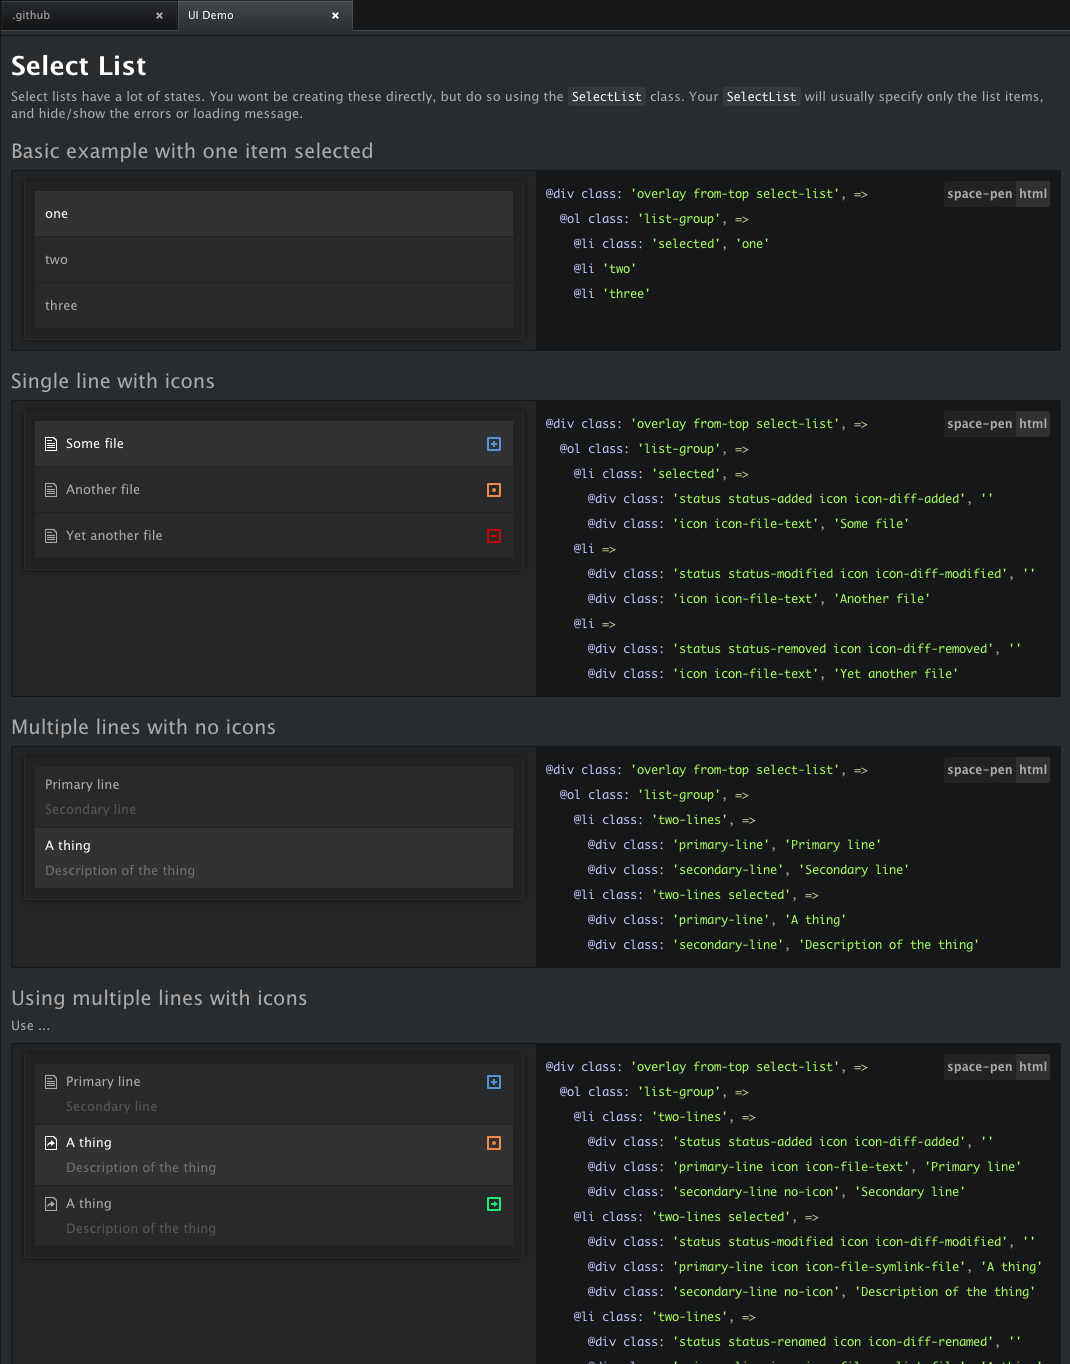 .github
UI Demo
Select List
Select lists have a lot of states. You wont be creating these directly, but do so using the SelectList class. Your SelectList will usually specify only the list items,
and hide/show the errors or loading message.
Basic example with one item selected
one
two
three
@div class: 'overlay from-top select-list', =>
space-pen html
@ol class: 'list-group', =>
@li class: 'selected', 'one'
@li 'two'
@li 'three'
Single line with icons
Some file
Another file
Yet another file
@div class: 'overlay from-top select-list', =>
space-pen html
@ol class: 'list-group', =>
@li class: 'selected', =>
@div class: 'status status-added icon icon-diff-added', ''
@div class: 'icon icon-file-text', 'Some file'
@li =>
@div class: 'status status-modified icon icon-diff-modified', ''
@div class: 'icon icon-file-text', 'Another file'
@li =>
@div class: 'status status-removed icon icon-diff-removed', ''
@div class: 'icon icon-file-text', 'Yet another file'
Multiple lines with no icons
Primary line
Secondary line
A thing
Description of the thing
@div class: 'overlay from-top select-list', =>
space-pen html
@ol class: 'list-group', =>
@li class: 'two-lines', =>
@div class: 'primary-line', 'Primary line'
@div class: 'secondary-line', 'Secondary line'
@li class: 'two-lines selected', =>
@div class: 'primary-line', 'A thing'
@div class: 'secondary-line', 'Description of the thing'
Using multiple lines with icons
Use ...
Primary line
Secondary line
A thing
Description of the thing
A thing
Description of the thing
@div class: 'overlay from-top select-list', =>
space-pen html
@ol class: 'list-group', =>
@li class: 'two-lines', =>
@div class: 'status status-added icon icon-diff-added', ''
@div class: 'primary-line icon icon-file-text', 'Primary line'
@div class: 'secondary-line no-icon', 'Secondary line'
@li class: 'two-lines selected', =>
@div class: 'status status-modified icon icon-diff-modified', ''
@div class: 'primary-line icon icon-file-symlink-file', 'A thing'
@div class: 'secondary-line no-icon', 'Description of the thing'
@li class: 'two-lines', =>
@div class: 'status status-renamed icon icon-diff-renamed', ''